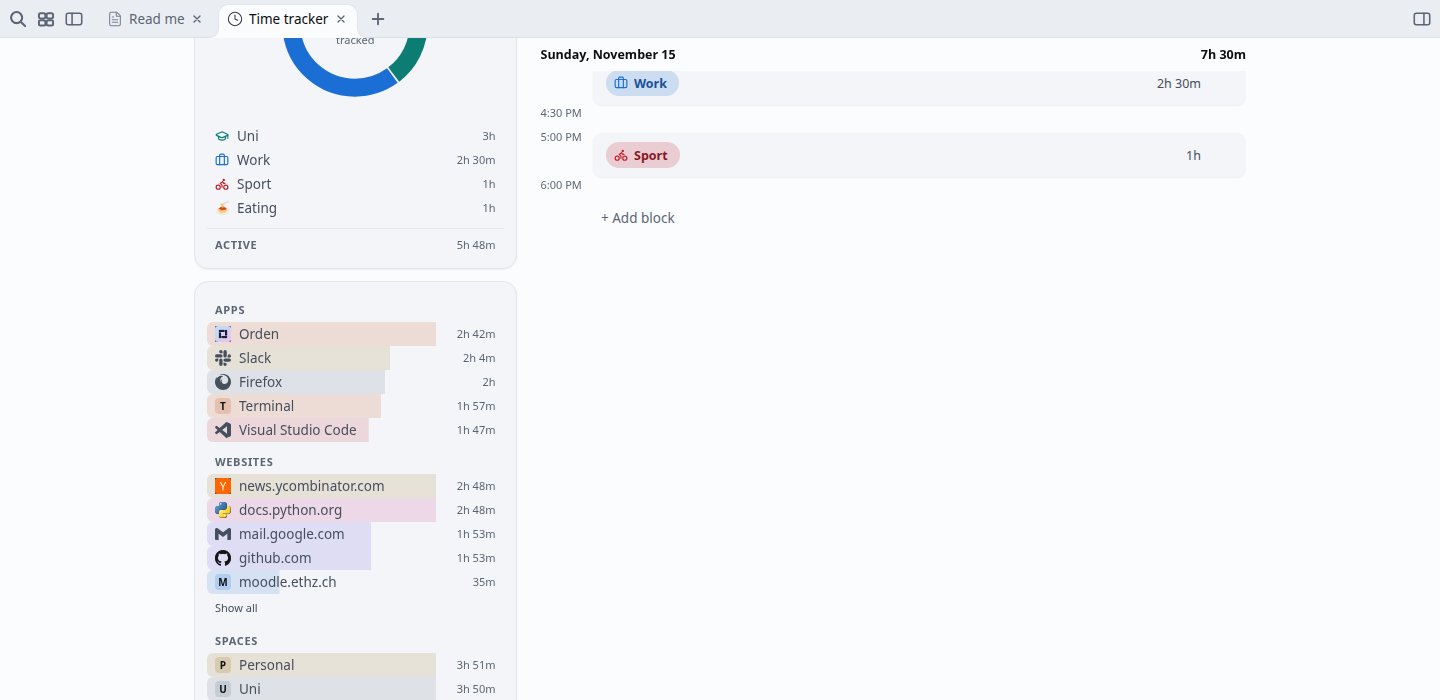 Read me
Time tracker
tracked
Uni 3h
Work 2h 30m
Sport 1h
Eating 1h
ACTIVE 5h 48m
APPS
Orden 2h 42m
Slack 2h 4m
Firefox 2h
T Terminal 1h 57m
Visual Studio Code 1h 47m
WEBSITES
Y news.ycombinator.com 2h 48m
docs.python.org 2h 48m
mail.google.com 1h 53m
github.com 1h 53m
M moodle.ethz.ch 35m
Show all
SPACES
P Personal 3h 51m
U Uni 3h 50m
Sunday, November 15 7h 30m
Work 2h 30m
4:30 PM
5:00 PM
Sport 1h
6:00 PM
+ Add block